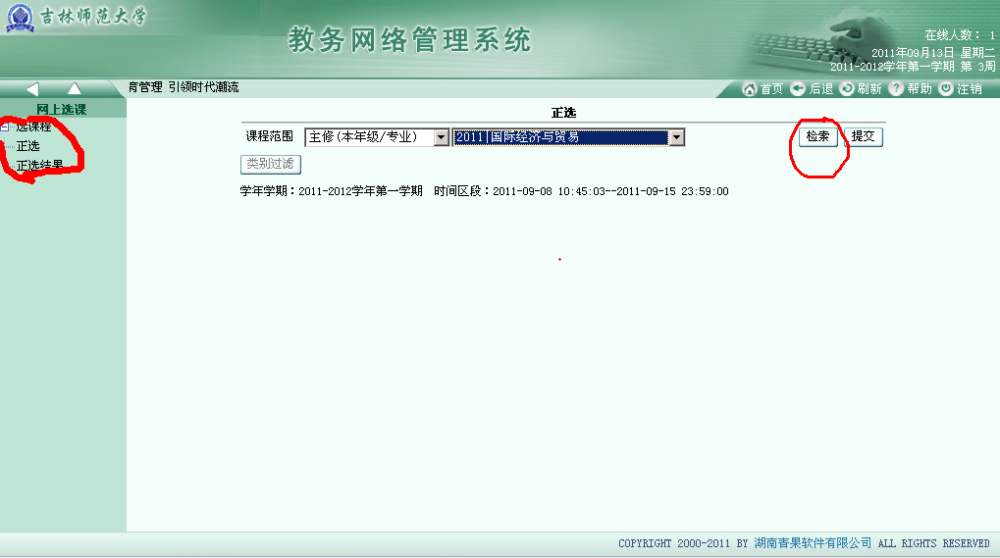 吉林师范大学
教务网络管理系统
在线人数： 1
2011年09月13日 星期二
2011-2012学年第一学期 第 3周
育管理 引领时代潮流
首页 后退 刷新 帮助 注销
网上选课
选课程
正选
正选结果
正选
课程范围 主修(本年级/专业) 2011|国际经济与贸易 检索 提交
类别过滤
学年学期：2011-2012学年第一学期 时间区段：2011-09-08 10:45:03--2011-09-15 23:59:00
COPYRIGHT 2000-2011 BY 湖南青果软件有限公司 ALL RIGHTS RESERVED